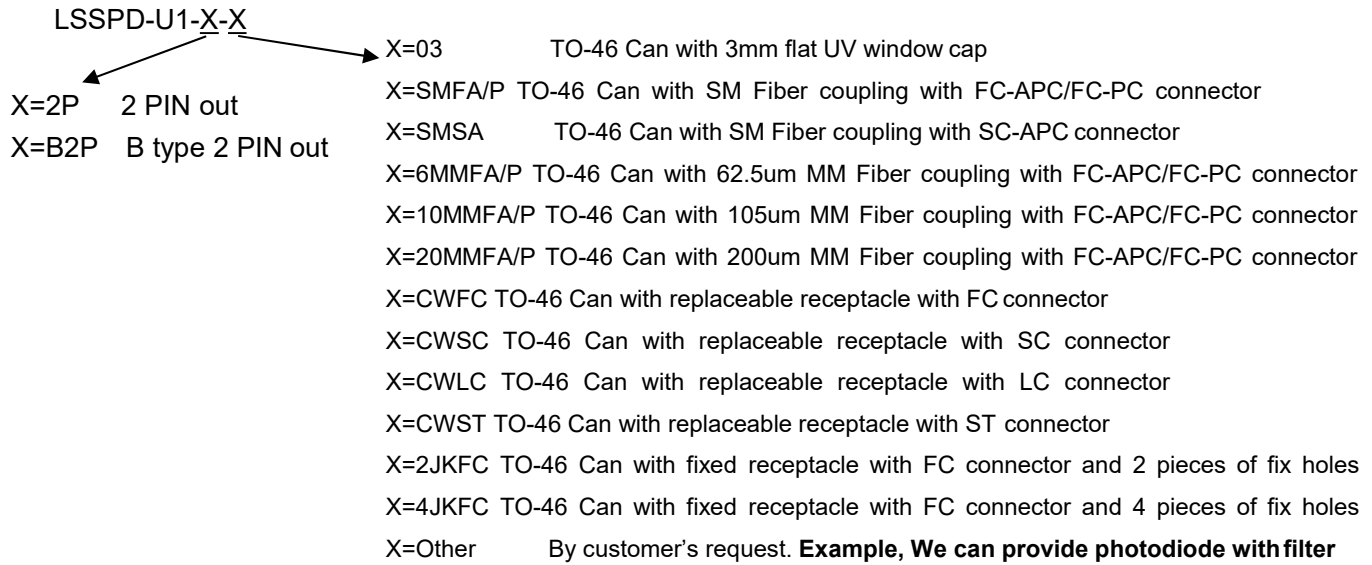 LSSPD-U1-X-X
X=2P 2 PIN out
X=B2P B type 2 PIN out
X=03 TO-46 Can with 3mm flat UV window cap
X=SMFA/P TO-46 Can with SM Fiber coupling with FC-APC/FC-PC connector
X=SMSA TO-46 Can with SM Fiber coupling with SC-APC connector
X=6MMFA/P TO-46 Can with 62.5um MM Fiber coupling with FC-APC/FC-PC connector
X=10MMFA/P TO-46 Can with 105um MM Fiber coupling with FC-APC/FC-PC connector
X=20MMFA/P TO-46 Can with 200um MM Fiber coupling with FC-APC/FC-PC connector
X=CWFC TO-46 Can with replaceable receptacle with FC connector
X=CWSC TO-46 Can with replaceable receptacle with SC connector
X=CWLC TO-46 Can with replaceable receptacle with LC connector
X=CWST TO-46 Can with replaceable receptacle with ST connector
X=2JKFC TO-46 Can with fixed receptacle with FC connector and 2 pieces of fix holes
X=4JKFC TO-46 Can with fixed receptacle with FC connector and 4 pieces of fix holes
X=Other By customer's request. Example, We can provide photodiode with filter